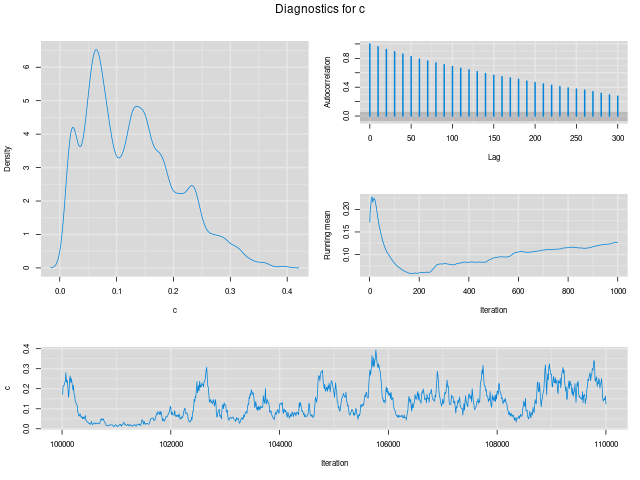 Diagnostics for c
Density
0 1 2 3 4 5 6
0.0 0.1 0.2 0.3 0.4
c
Autocorrelation
0.0 0.4 0.8
0 50 100 150 200 250 300
Lag
Running mean
0.10 0.15 0.20
0 200 400 600 800 1000
Iteration
c
0.0 0.1 0.2 0.3 0.4
100000 102000 104000 106000 108000 110000
Iteration